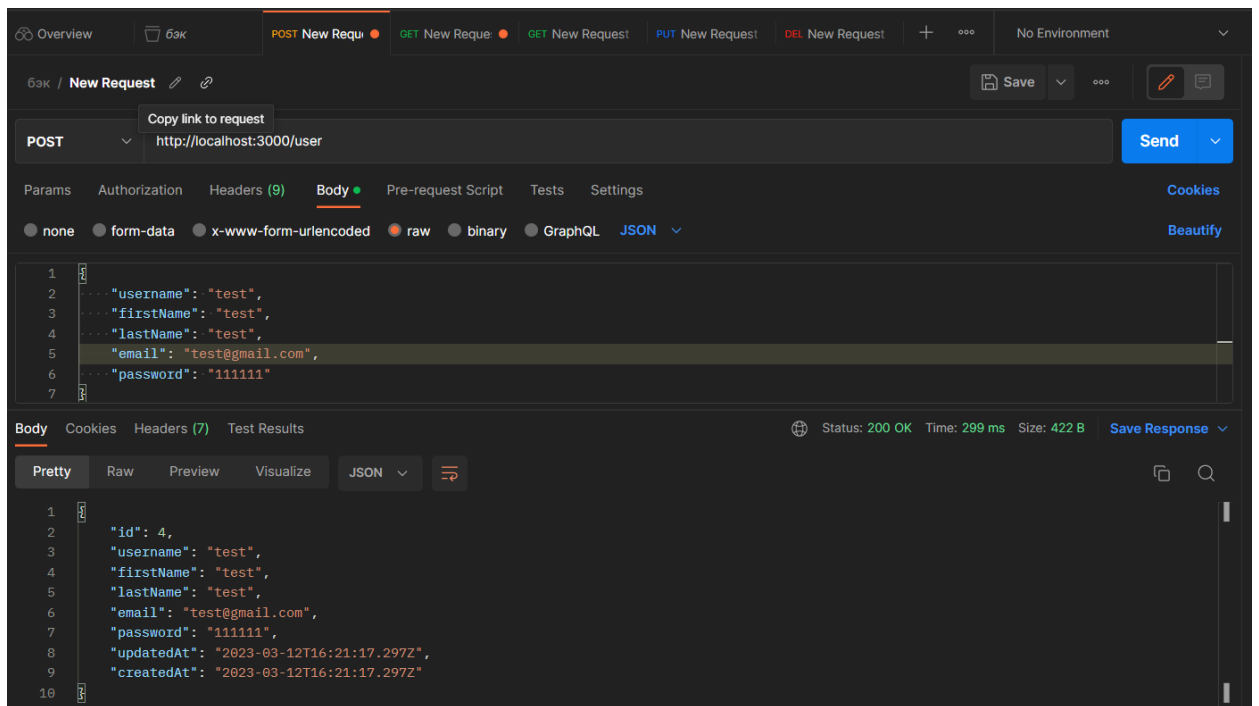 Overview бэк POST New Requ GET New Reque GET New Request PUT New Request DEL New Request + ooo No Environment
бэк / New Request Save ooo
Copy link to request
POST http://localhost:3000/user Send
Params Authorization Headers (9) Body Pre-request Script Tests Settings Cookies
none form-data x-www-form-urlencoded raw binary GraphQL JSON Beautify
1 {
2 "username": "test",
3 "firstName": "test",
4 "lastName": "test",
5 "email": "test@gmail.com",
6 "password": "111111"
7 }
Body Cookies Headers (7) Test Results Status: 200 OK Time: 299 ms Size: 422 B Save Response
Pretty Raw Preview Visualize JSON
1 {
2 "id": 4,
3 "username": "test",
4 "firstName": "test",
5 "lastName": "test",
6 "email": "test@gmail.com",
7 "password": "111111",
8 "updatedAt": "2023-03-12T16:21:17.297Z",
9 "createdAt": "2023-03-12T16:21:17.297Z"
10 }